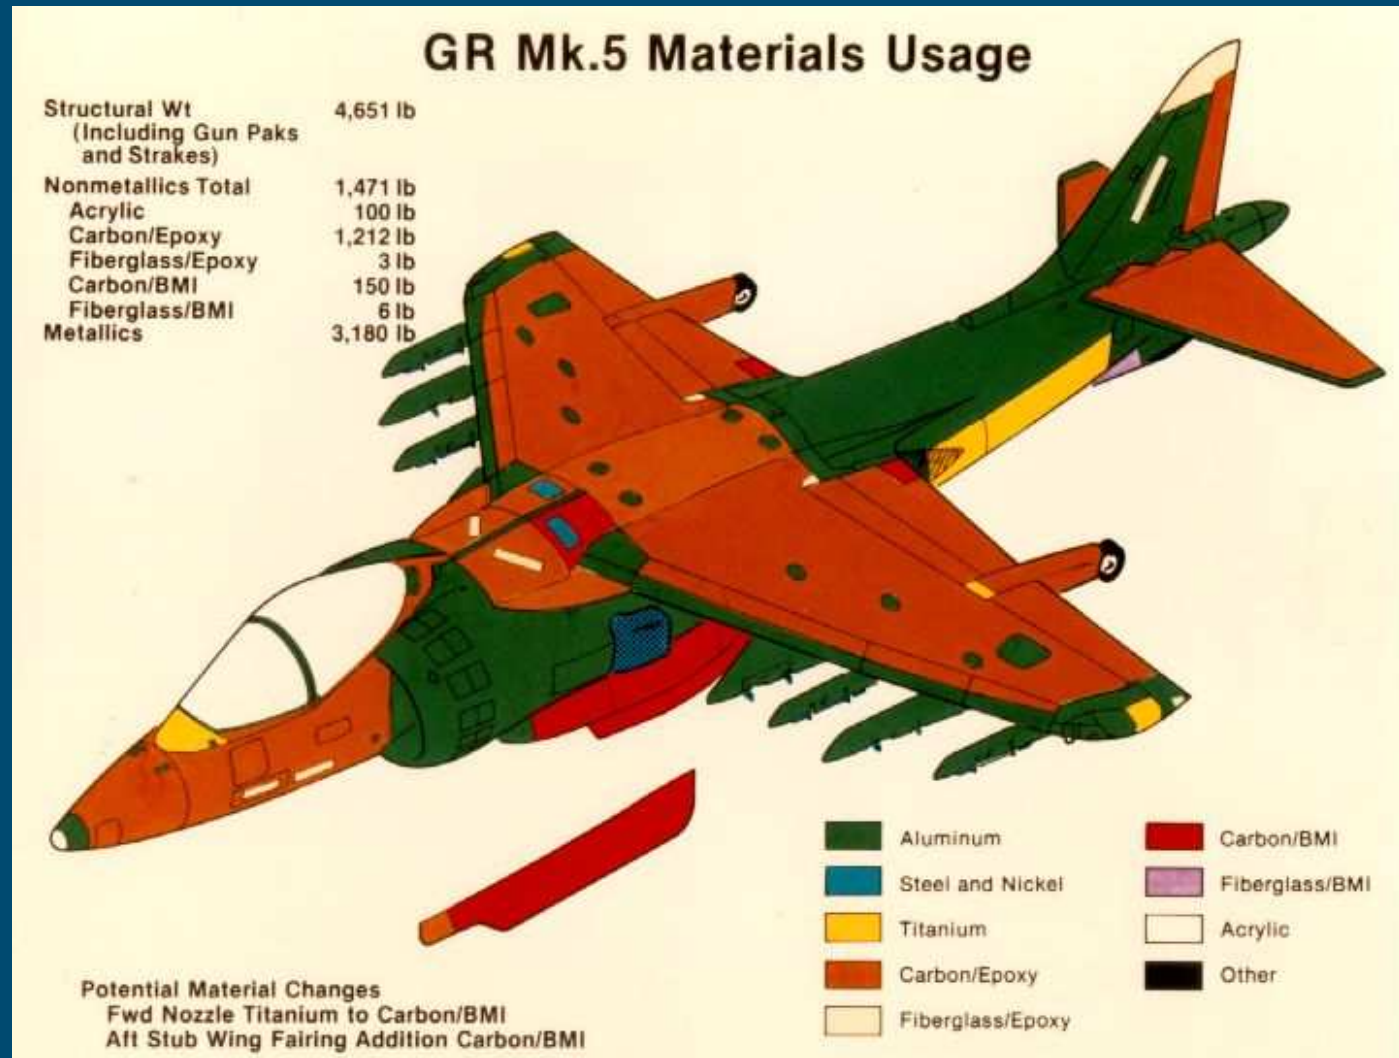 GR Mk.5 Materials Usage
Structural Wt 4,651 lb
(Including Gun Paks
and Strakes)
Nonmetallics Total 1,471 lb
Acrylic 100 lb
Carbon/Epoxy 1,212 lb
Fiberglass/Epoxy 3 lb
Carbon/BMI 150 lb
Fiberglass/BMI 6 lb
Metallics 3,180 lb
Aluminum
Steel and Nickel
Titanium
Carbon/Epoxy
Fiberglass/Epoxy
Carbon/BMI
Fiberglass/BMI
Acrylic
Other
Potential Material Changes
Fwd Nozzle Titanium to Carbon/BMI
Aft Stub Wing Fairing Addition Carbon/BMI